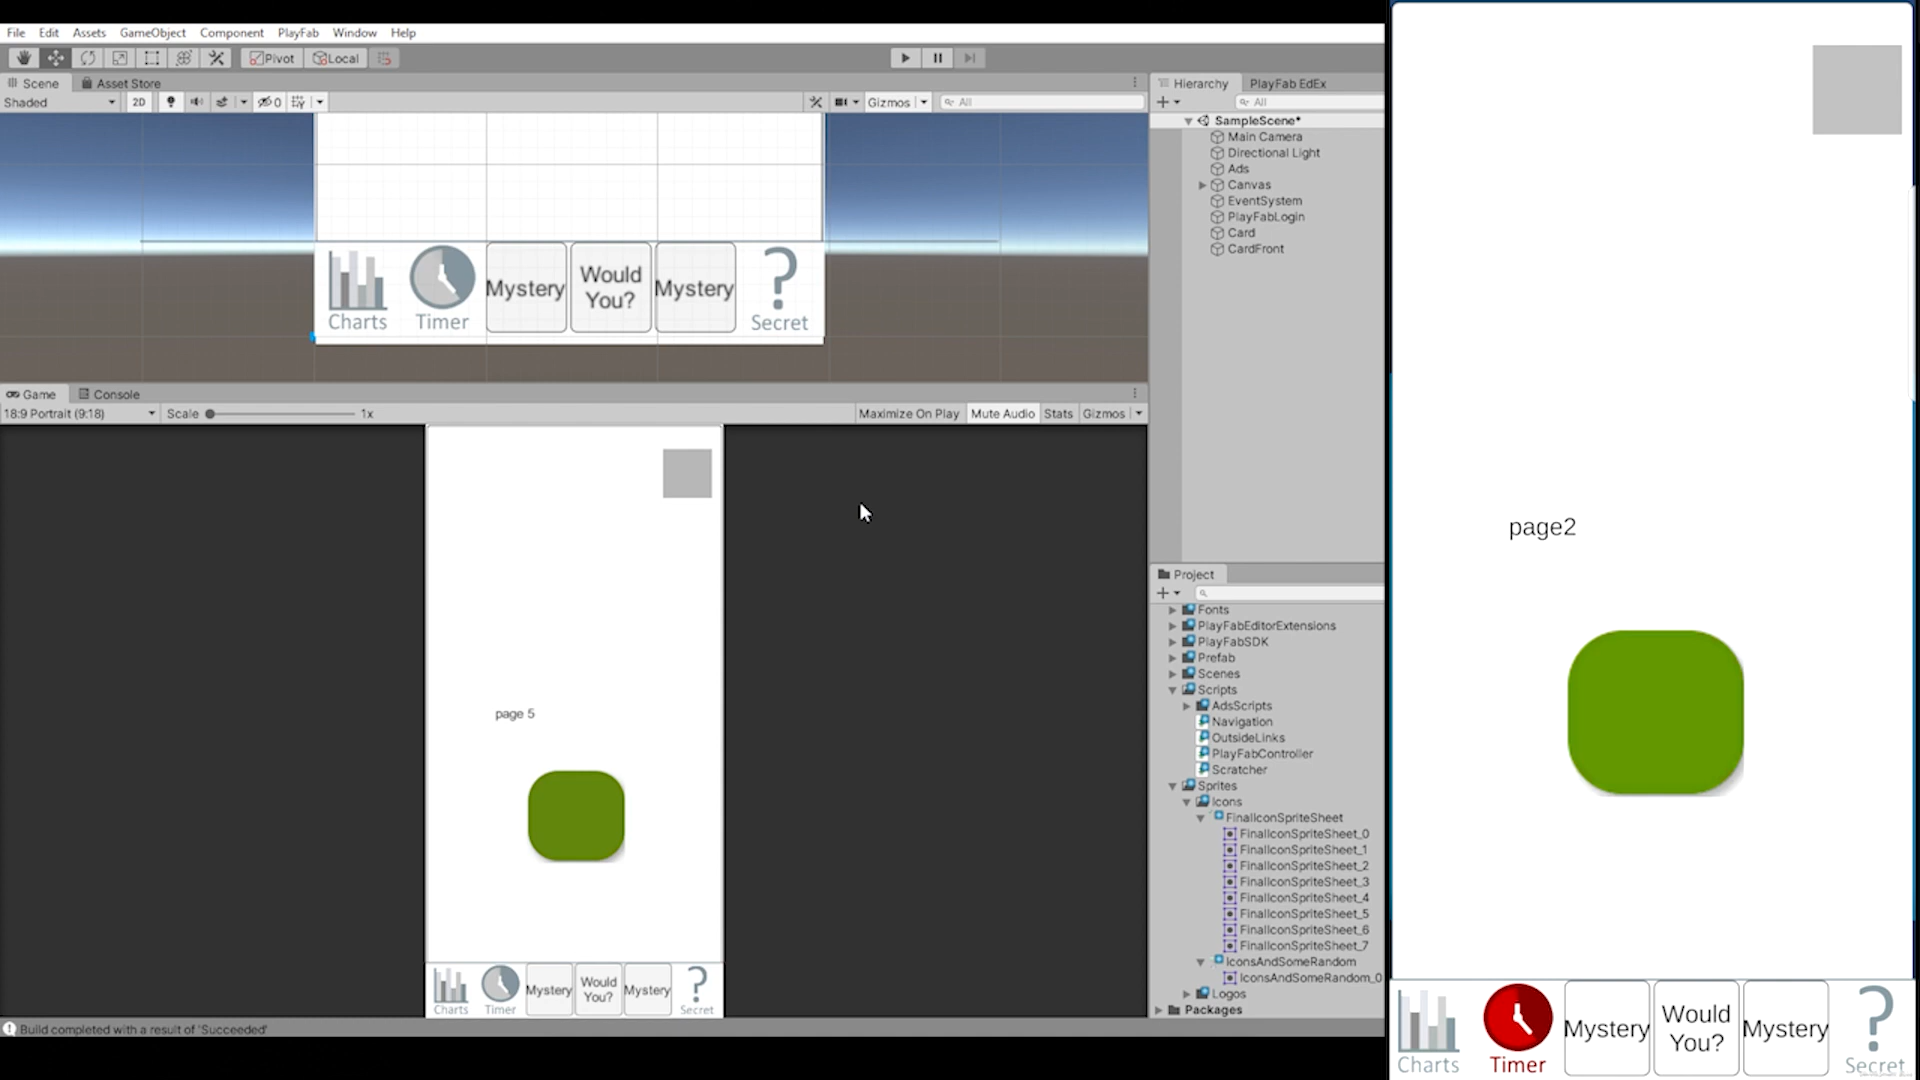 File Edit Assets GameObject Component PlayFab Window Help
Pivot Local
Scene Asset Store
Shaded 2D 0 Gizmos All
Charts Timer Mystery Would You? Mystery Secret
Game Console
18:9 Portrait (9:18) Scale 1x Maximize On Play Mute Audio Stats Gizmos
page 5
Charts Timer Mystery Would You? Mystery Secret
Build completed with a result of 'Succeeded'
Hierarchy PlayFab EdEx
All
SampleScene*
Main Camera
Directional Light
Ads
Canvas
EventSystem
PlayFabLogin
Card
CardFront
Project
Fonts
PlayFabEditorExtensions
PlayFabSDK
Prefab
Scenes
Scripts
AdsScripts
Navigation
OutsideLinks
PlayFabController
Scratcher
Sprites
Icons
FinalIconSpriteSheet
FinalIconSpriteSheet_0
FinalIconSpriteSheet_1
FinalIconSpriteSheet_2
FinalIconSpriteSheet_3
FinalIconSpriteSheet_4
FinalIconSpriteSheet_5
FinalIconSpriteSheet_6
FinalIconSpriteSheet_7
IconsAndSomeRandom
IconsAndSomeRandom_0
Logos
Packages
page2
Charts Timer Mystery Would You? Mystery Secret